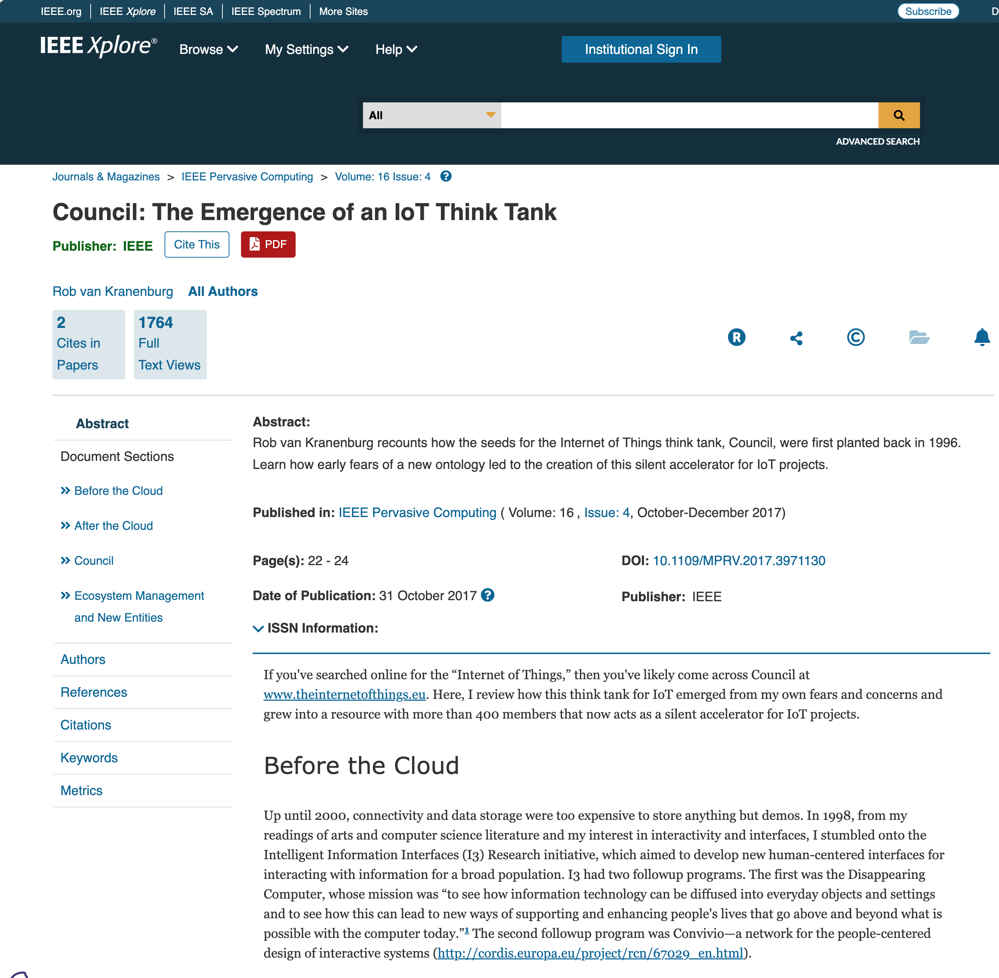 IEEE.org IEEE Xplore IEEE SA IEEE Spectrum More Sites Subscribe D
IEEE Xplore® Browse My Settings Help Institutional Sign In
All
ADVANCED SEARCH
Journals & Magazines > IEEE Pervasive Computing > Volume: 16 Issue: 4 ?
Council: The Emergence of an IoT Think Tank
Publisher: IEEE Cite This PDF
Rob van Kranenburg All Authors
2
Cites in
Papers
1764
Full
Text Views
R ©
Abstract
Document Sections
» Before the Cloud
» After the Cloud
» Council
» Ecosystem Management
and New Entities
Authors
References
Citations
Keywords
Metrics
Abstract:
Rob van Kranenburg recounts how the seeds for the Internet of Things think tank, Council, were first planted back in 1996.
Learn how early fears of a new ontology led to the creation of this silent accelerator for IoT projects.
Published in: IEEE Pervasive Computing ( Volume: 16 , Issue: 4, October-December 2017)
Page(s): 22 - 24 DOI: 10.1109/MPRV.2017.3971130
Date of Publication: 31 October 2017 ? Publisher: IEEE
ISSN Information:
If you've searched online for the “Internet of Things,” then you've likely come across Council at
www.theinternetofthings.eu. Here, I review how this think tank for IoT emerged from my own fears and concerns and
grew into a resource with more than 400 members that now acts as a silent accelerator for IoT projects.
Before the Cloud
Up until 2000, connectivity and data storage were too expensive to store anything but demos. In 1998, from my
readings of arts and computer science literature and my interest in interactivity and interfaces, I stumbled onto the
Intelligent Information Interfaces (I3) Research initiative, which aimed to develop new human-centered interfaces for
interacting with information for a broad population. I3 had two followup programs. The first was the Disappearing
Computer, whose mission was “to see how information technology can be diffused into everyday objects and settings
and to see how this can lead to new ways of supporting and enhancing people's lives that go above and beyond what is
possible with the computer today.”1 The second followup program was Convivio—a network for the people-centered
design of interactive systems (http://cordis.europa.eu/project/rcn/67029_en.html).